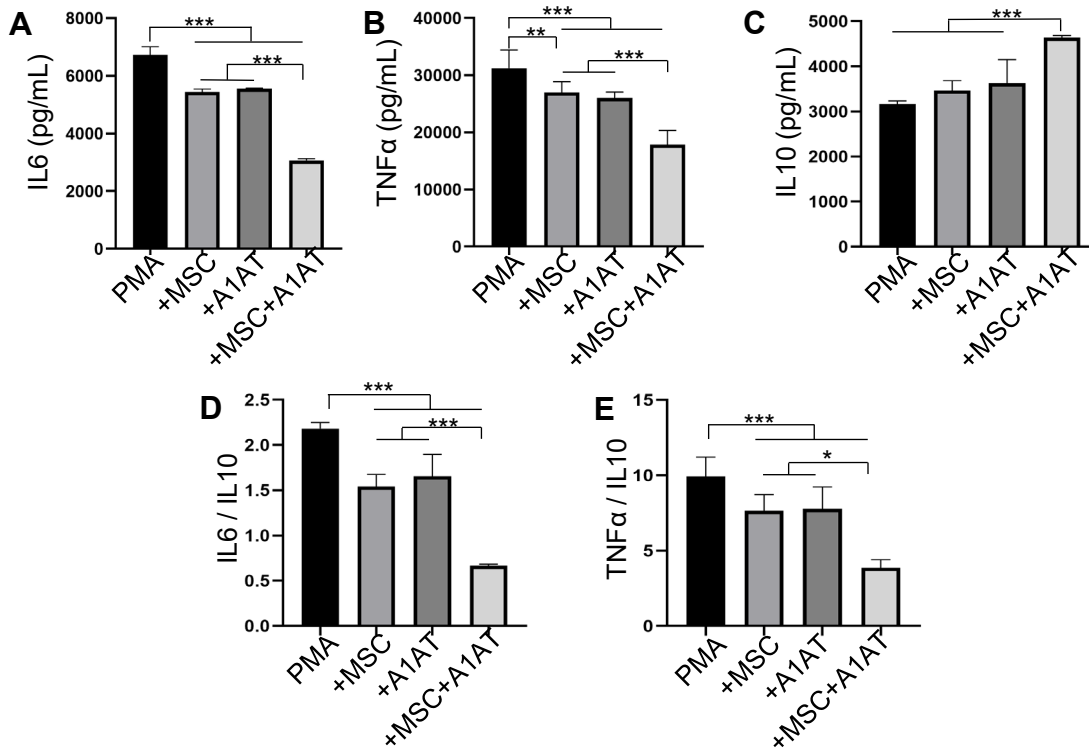 A
IL6 (pg/mL)
8000
6000
4000
2000
0
***
***
PMA
+MSC
+A1AT
+MSC+A1AT
B
TNFα (pg/mL)
40000
30000
20000
10000
0
***
**
***
PMA
+MSC
+A1AT
+MSC+A1AT
C
IL10 (pg/mL)
5000
4000
3000
2000
1000
0
***
PMA
+MSC
+A1AT
+MSC+A1AT
D
IL6 / IL10
2.5
2.0
1.5
1.0
0.5
0.0
***
***
PMA
+MSC
+A1AT
+MSC+A1AT
E
TNFα / IL10
15
10
5
0
***
*
PMA
+MSC
+A1AT
+MSC+A1AT